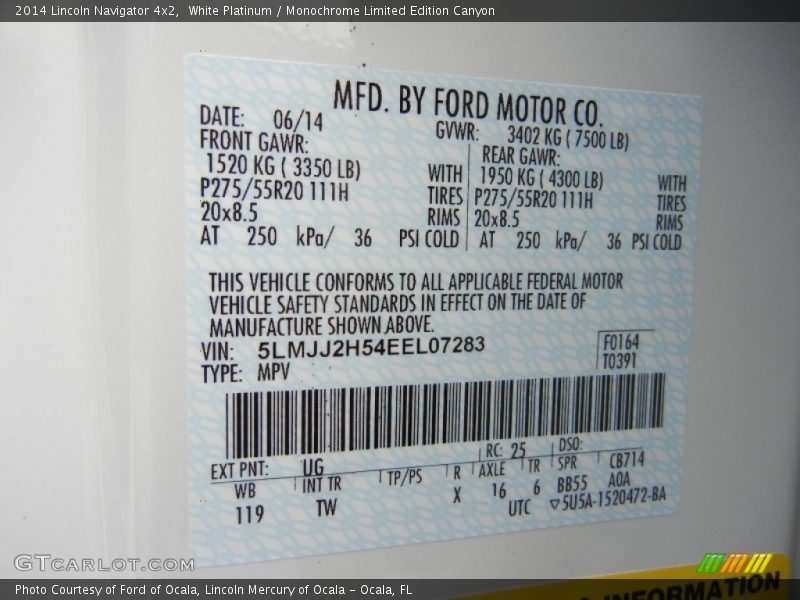 2014 Lincoln Navigator 4x2, White Platinum / Monochrome Limited Edition Canyon
MFD. BY FORD MOTOR CO.
DATE: 06/14 GVWR: 3402 KG ( 7500 LB)
FRONT GAWR: REAR GAWR:
1520 KG ( 3350 LB) WITH 1950 KG ( 4300 LB) WITH
P275/55R20 111H TIRES P275/55R20 111H TIRES
20x8.5 RIMS 20x8.5 RIMS
AT 250 kPa/ 36 PSI COLD AT 250 kPa/ 36 PSI COLD
THIS VEHICLE CONFORMS TO ALL APPLICABLE FEDERAL MOTOR
VEHICLE SAFETY STANDARDS IN EFFECT ON THE DATE OF
MANUFACTURE SHOWN ABOVE.
VIN: 5LMJJ2H54EEL07283 F0164
TYPE: MPV T0391
EXT PNT: UG RC: 25 DSO:
WB INT TR TP/PS R AXLE TR SPR CB714
119 TW X 16 6 BB55 AOA
UTC ▽5U5A-1520472-BA
GTCARLOT.COM
INFORMATION
Photo Courtesy of Ford of Ocala, Lincoln Mercury of Ocala - Ocala, FL